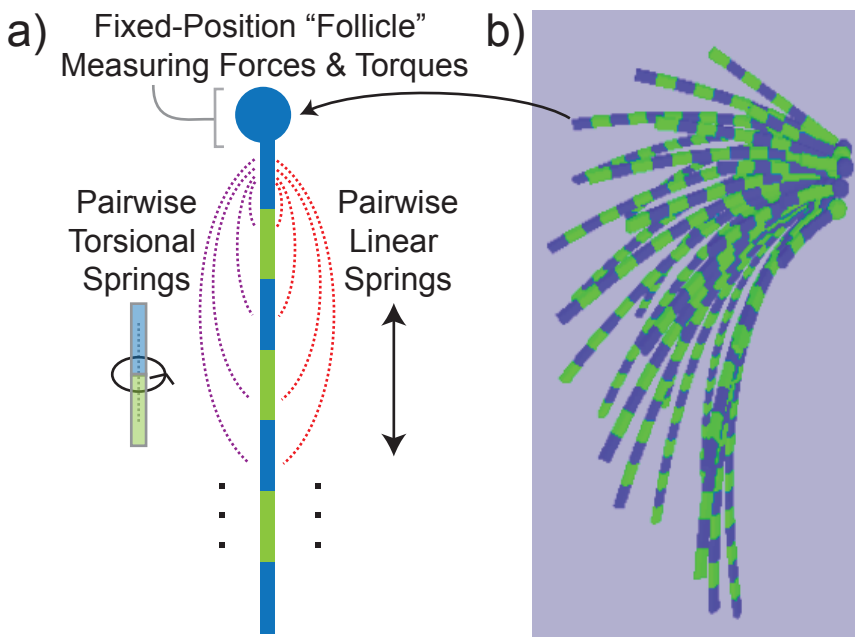 a)
Fixed-Position “Follicle”
Measuring Forces & Torques
b)
Pairwise
Torsional
Springs
Pairwise
Linear
Springs